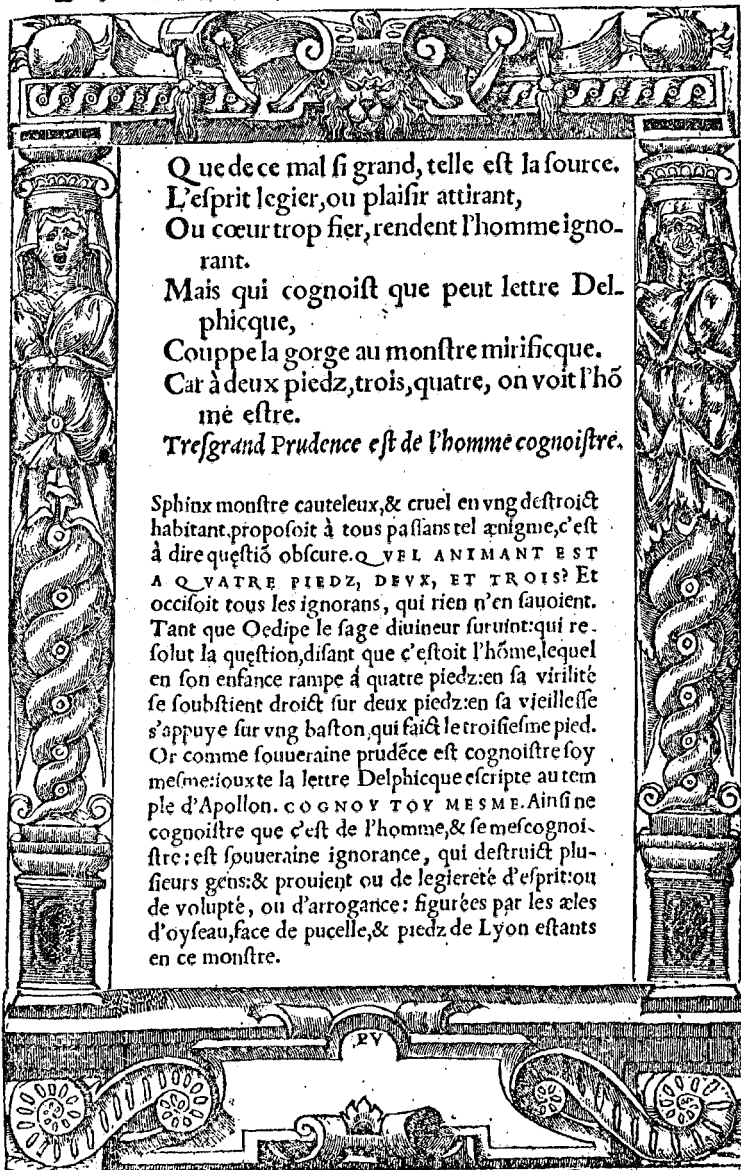 Que de ce mal ſi grand, telle eſt la ſource.
L'eſprit legier, ou plaiſir attirant,
Ou cœur trop fier, rendent l'homme igno-
rant.
Mais qui cognoiſt que peut lettre Del-
phicque,
Couppe la gorge au monſtre mirificque.
Car à deux piedz, trois, quatre, on voit l'hõ
me eſtre.
Treſgrand Prudence eſt de l'homme cognoiſtre.
Sphinx monſtre cauteleux, & cruel en vng deſtroict
habitant. propoſoit à tous paſſans tel ænigme, c'eſt
à dire queſtiõ obſcure. QVEL ANIMANT EST
A QVATRE PIEDZ, DEVX, ET TROIS? Et
occiſoit tous les ignorans, qui rien n'en ſauoient.
Tant que Oedipe le ſage diuineur ſuruint: qui re-
ſolut la queſtion, diſant que c'eſtoit l'hõme, lequel
en ſon enfance rampe à quatre piedz: en ſa virilité
ſe ſoubſtient droict ſur deux piedz: en ſa vieilleſſe
s'appuye ſur vng baſton, qui faict le troiſieſme pied.
Or comme ſouueraine prudẽce eſt cognoiſtre ſoy
meſme: iouxte la lettre Delphicque eſcripte au tem
ple d'Apollon. COGNOY TOY MESME. Ainſi ne
cognoiſtre que c'eſt de l'homme, & ſe meſcognoi-
ſtre: eſt ſouueraine ignorance, qui deſtruict plu-
ſieurs gens: & prouient ou de legiereté d'eſprit: ou
de volupté, ou d'arrogance: figurées par les æles
d'oyſeau, face de pucelle, & piedz de Lyon eſtants
en ce monſtre.
PV